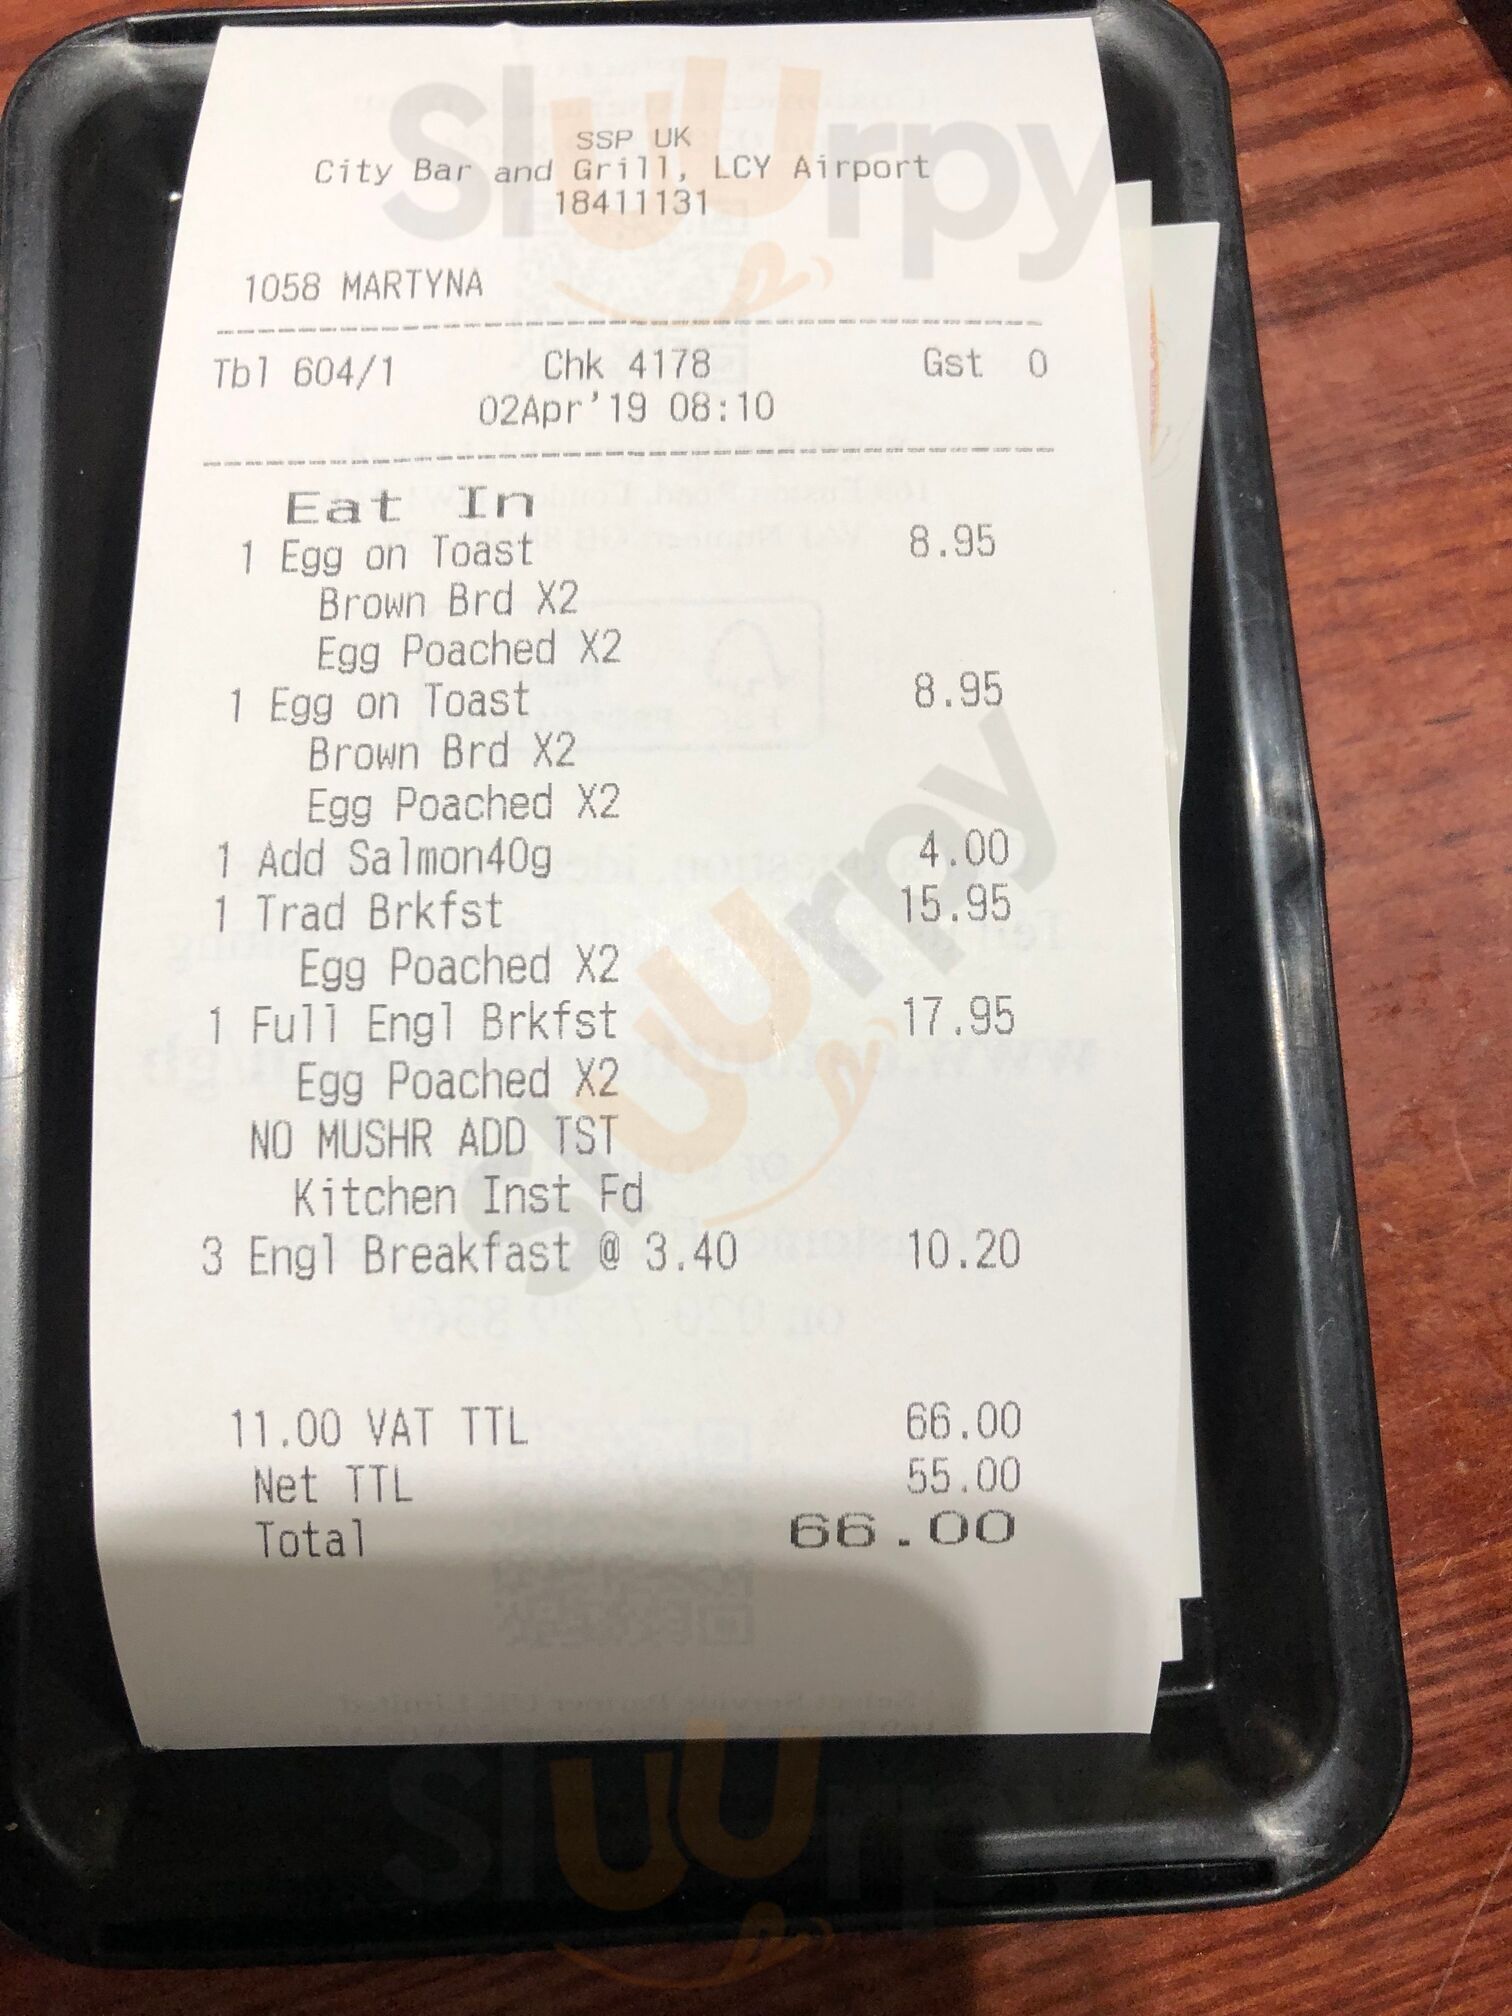 SSP UK
City Bar and Grill, LCY Airport
18411131
1058 MARTYNA
Tbl 604/1 Chk 4178 Gst 0
02Apr'19 08:10
Eat In
1 Egg on Toast 8.95
Brown Brd X2
Egg Poached X2
1 Egg on Toast 8.95
Brown Brd X2
Egg Poached X2
1 Add Salmon40g 4.00
1 Trad Brkfst 15.95
Egg Poached X2
1 Full Engl Brkfst 17.95
Egg Poached X2
NO MUSHR ADD TST
Kitchen Inst Fd
3 Engl Breakfast @ 3.40 10.20
11.00 VAT TTL 66.00
Net TTL 55.00
Total 66.00
Sluurpy
Sluurpy
Sluurpy